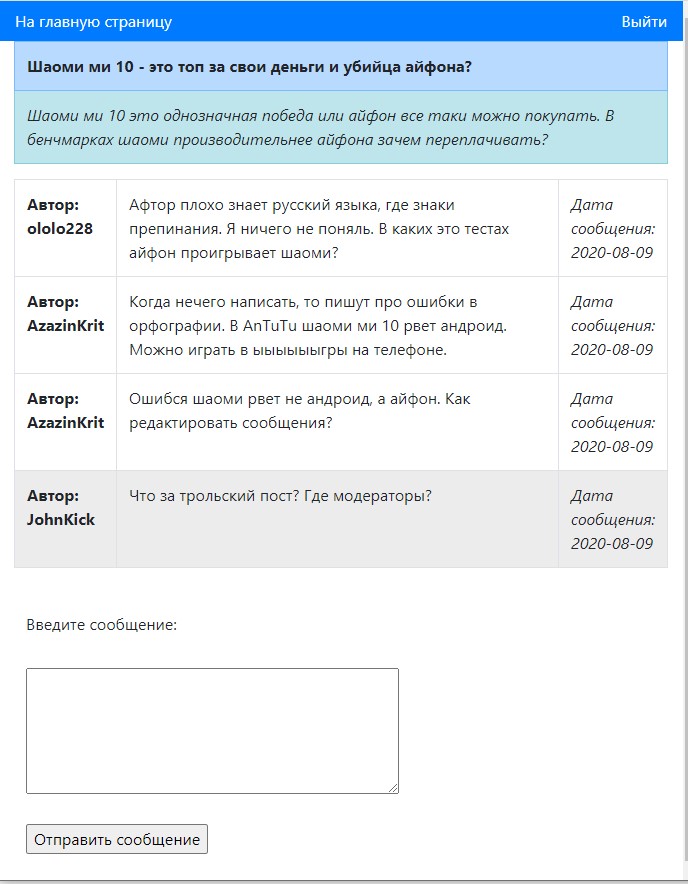 На главную страницу
Выйти
Шаоми ми 10 - это топ за свои деньги и убийца айфона?
Шаоми ми 10 это однозначная победа или айфон все таки можно покупать. В
бенчмарках шаоми производительнее айфона зачем переплачивать?
Автор:
ololo228
Афтор плохо знает русский языка, где знаки
препинания. Я ничего не поняль. В каких это тестах
айфон проигрывает шаоми?
Дата
сообщения:
2020-08-09
Автор:
AzazinKrit
Когда нечего написать, то пишут про ошибки в
орфографии. В AnTuTu шаоми ми 10 рвет андроид.
Можно играть в ыыыыыыгры на телефоне.
Дата
сообщения:
2020-08-09
Автор:
AzazinKrit
Ошибся шаоми рвет не андроид, а айфон. Как
редактировать сообщения?
Дата
сообщения:
2020-08-09
Автор:
JohnKick
Что за трольский пост? Где модераторы?
Дата
сообщения:
2020-08-09
Введите сообщение:
Отправить сообщение